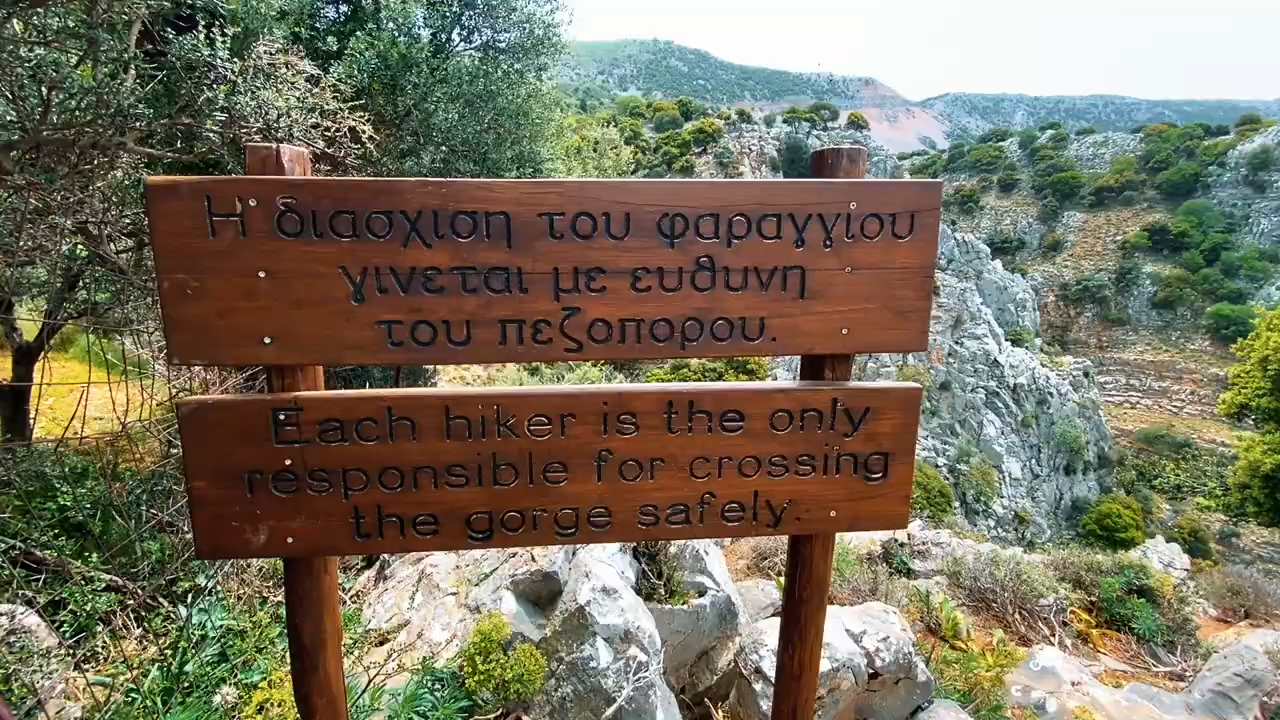 Η διασχιση του φαραγγιου
γινεται με ευθυνη
του πεζοπορου.
Each hiker is the only
responsible for crossing
the gorge safely.